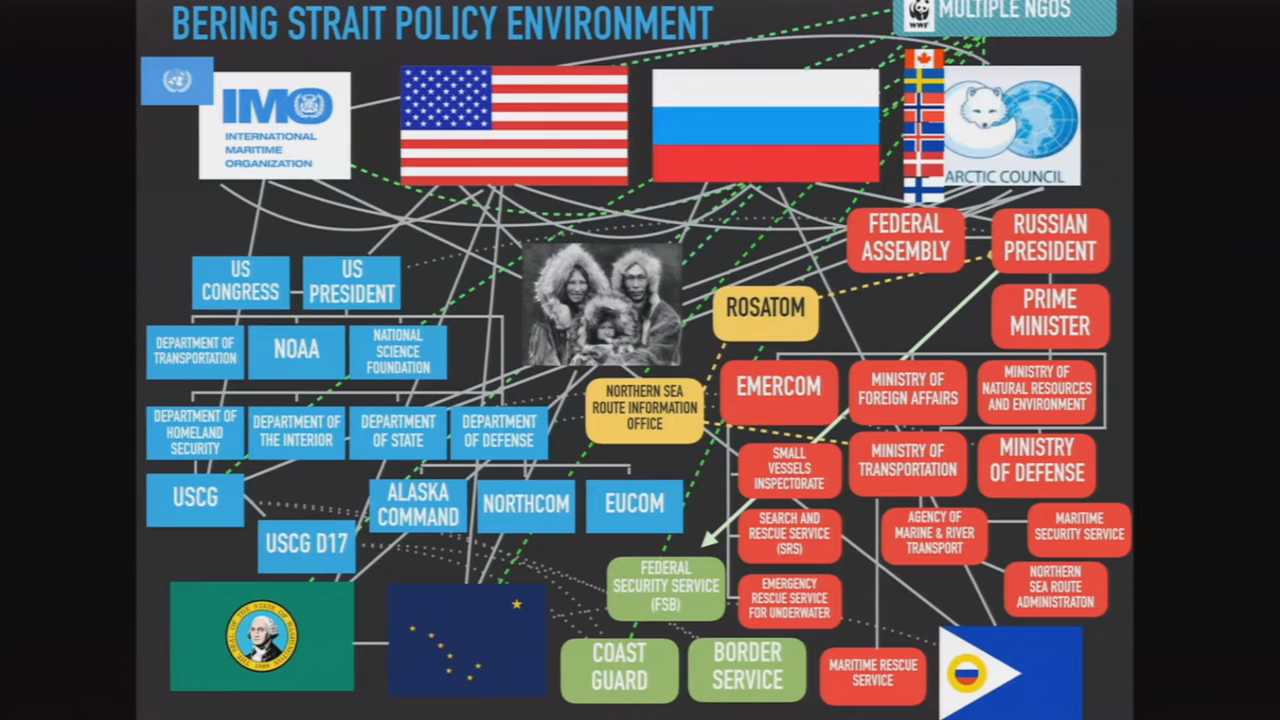 BERING STRAIT POLICY ENVIRONMENT
WWF
MULTIPLE NGOS
IMO
INTERNATIONAL
MARITIME
ORGANIZATION
ARCTIC COUNCIL
FEDERAL
ASSEMBLY
RUSSIAN
PRESIDENT
US
CONGRESS
US
PRESIDENT
ROSATOM
PRIME
MINISTER
DEPARTMENT OF
TRANSPORTATION
NOAA
NATIONAL
SCIENCE
FOUNDATION
NORTHERN SEA
ROUTE INFORMATION
OFFICE
EMERCOM
MINISTRY OF
FOREIGN AFFAIRS
MINISTRY OF
NATURAL RESOURCES
AND ENVIRONMENT
DEPARTMENT OF
HOMELAND
SECURITY
DEPARTMENT OF
THE INTERIOR
DEPARTMENT
OF STATE
DEPARTMENT
OF DEFENSE
SMALL
VESSELS
INSPECTORATE
MINISTRY OF
TRANSPORTATION
MINISTRY
OF DEFENSE
USCG
ALASKA
COMMAND
NORTHCOM
EUCOM
USCG D17
SEARCH AND
RESCUE SERVICE
(SRS)
AGENCY OF
MARINE & RIVER
TRANSPORT
MARITIME
SECURITY SERVICE
FEDERAL
SECURITY SERVICE
(FSB)
EMERGENCY
RESCUE SERVICE
FOR UNDERWATER
NORTHERN
SEA ROUTE
ADMINISTRATON
COAST
GUARD
BORDER
SERVICE
MARITIME RESCUE
SERVICE